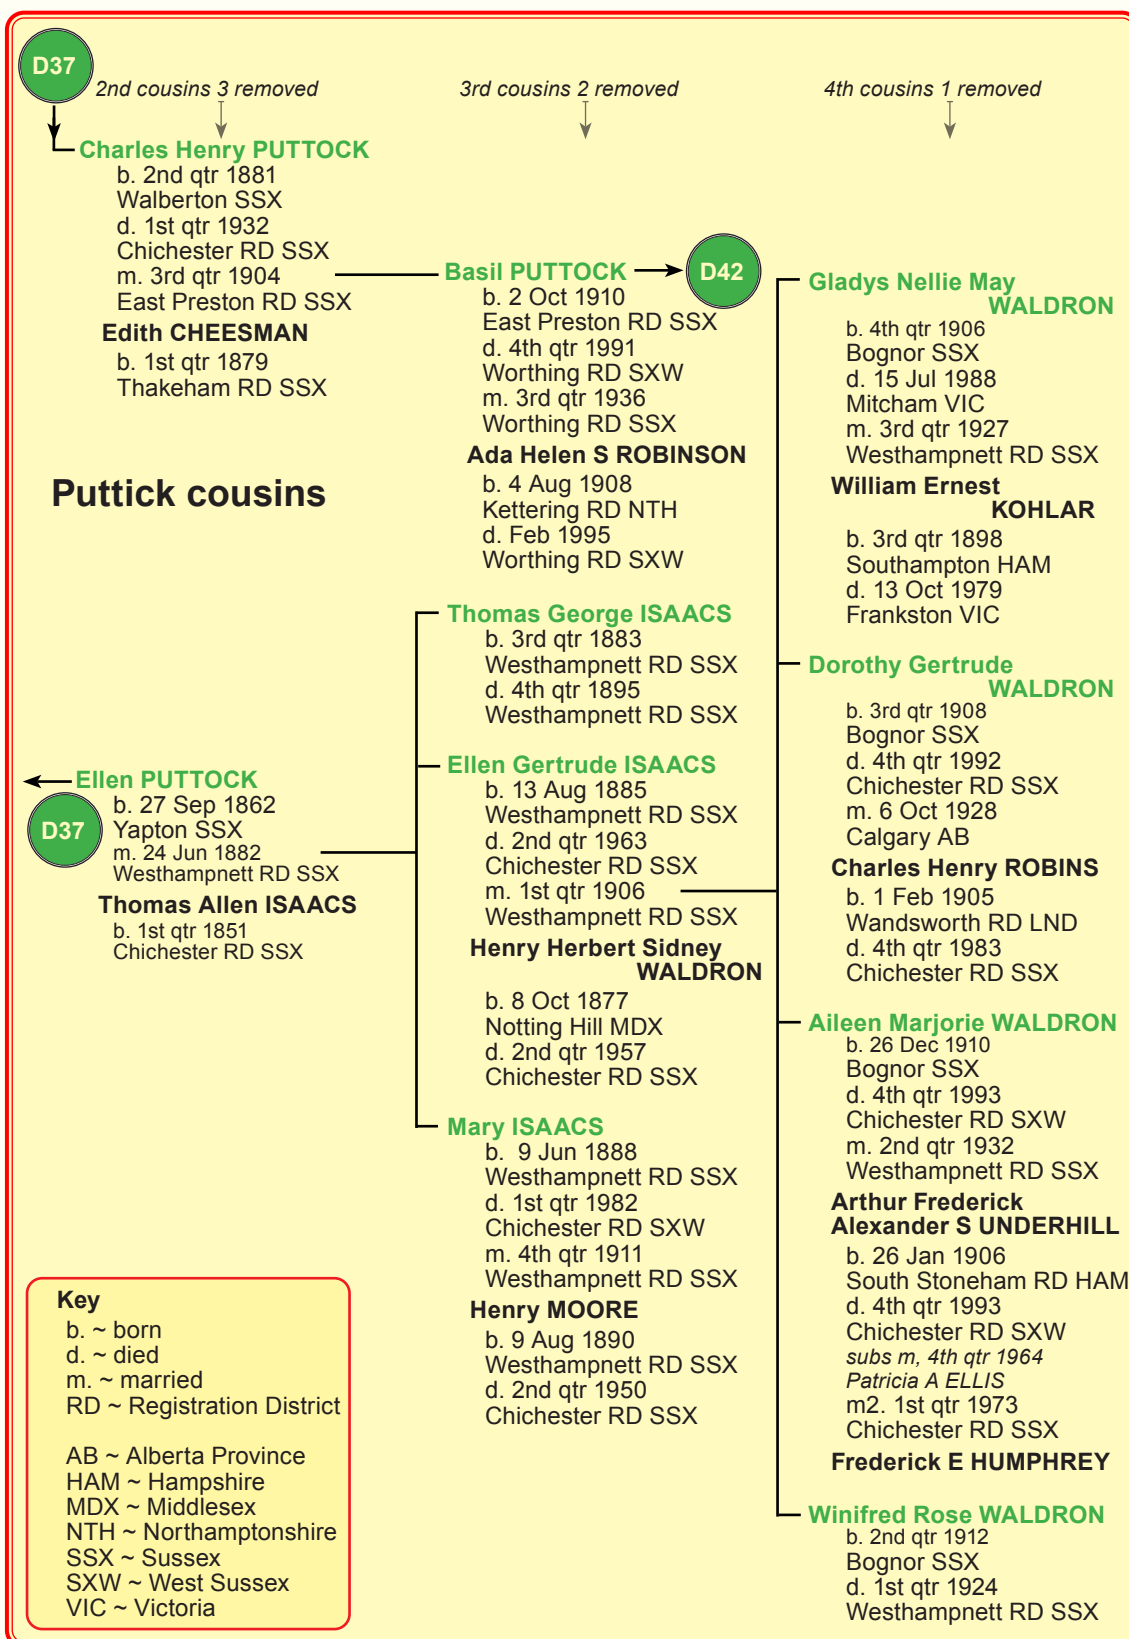 D37
2nd cousins 3 removed
3rd cousins 2 removed
4th cousins 1 removed
Charles Henry PUTTOCK
b. 2nd qtr 1881
Walberton SSX
d. 1st qtr 1932
Chichester RD SSX
m. 3rd qtr 1904
East Preston RD SSX
Edith CHEESMAN
b. 1st qtr 1879
Thakeham RD SSX
Puttick cousins
Ellen PUTTOCK
D37
b. 27 Sep 1862
Yapton SSX
m. 24 Jun 1882
Westhampnett RD SSX
Thomas Allen ISAACS
b. 1st qtr 1851
Chichester RD SSX
Key
b. ~ born
d. ~ died
m. ~ married
RD ~ Registration District
AB ~ Alberta Province
HAM ~ Hampshire
MDX ~ Middlesex
NTH ~ Northamptonshire
SSX ~ Sussex
SXW ~ West Sussex
VIC ~ Victoria
Basil PUTTOCK
D42
b. 2 Oct 1910
East Preston RD SSX
d. 4th qtr 1991
Worthing RD SXW
m. 3rd qtr 1936
Worthing RD SSX
Ada Helen S ROBINSON
b. 4 Aug 1908
Kettering RD NTH
d. Feb 1995
Worthing RD SXW
Thomas George ISAACS
b. 3rd qtr 1883
Westhampnett RD SSX
d. 4th qtr 1895
Westhampnett RD SSX
Ellen Gertrude ISAACS
b. 13 Aug 1885
Westhampnett RD SSX
d. 2nd qtr 1963
Chichester RD SSX
m. 1st qtr 1906
Westhampnett RD SSX
Henry Herbert Sidney
WALDRON
b. 8 Oct 1877
Notting Hill MDX
d. 2nd qtr 1957
Chichester RD SSX
Mary ISAACS
b. 9 Jun 1888
Westhampnett RD SSX
d. 1st qtr 1982
Chichester RD SXW
m. 4th qtr 1911
Westhampnett RD SSX
Henry MOORE
b. 9 Aug 1890
Westhampnett RD SSX
d. 2nd qtr 1950
Chichester RD SSX
Gladys Nellie May
WALDRON
b. 4th qtr 1906
Bognor SSX
d. 15 Jul 1988
Mitcham VIC
m. 3rd qtr 1927
Westhampnett RD SSX
William Ernest
KOHLAR
b. 3rd qtr 1898
Southampton HAM
d. 13 Oct 1979
Frankston VIC
Dorothy Gertrude
WALDRON
b. 3rd qtr 1908
Bognor SSX
d. 4th qtr 1992
Chichester RD SSX
m. 6 Oct 1928
Calgary AB
Charles Henry ROBINS
b. 1 Feb 1905
Wandsworth RD LND
d. 4th qtr 1983
Chichester RD SSX
Aileen Marjorie WALDRON
b. 26 Dec 1910
Bognor SSX
d. 4th qtr 1993
Chichester RD SXW
m. 2nd qtr 1932
Westhampnett RD SSX
Arthur Frederick
Alexander S UNDERHILL
b. 26 Jan 1906
South Stoneham RD HAM
d. 4th qtr 1993
Chichester RD SXW
subs m, 4th qtr 1964
Patricia A ELLIS
m2. 1st qtr 1973
Chichester RD SSX
Frederick E HUMPHREY
Winifred Rose WALDRON
b. 2nd qtr 1912
Bognor SSX
d. 1st qtr 1924
Westhampnett RD SSX